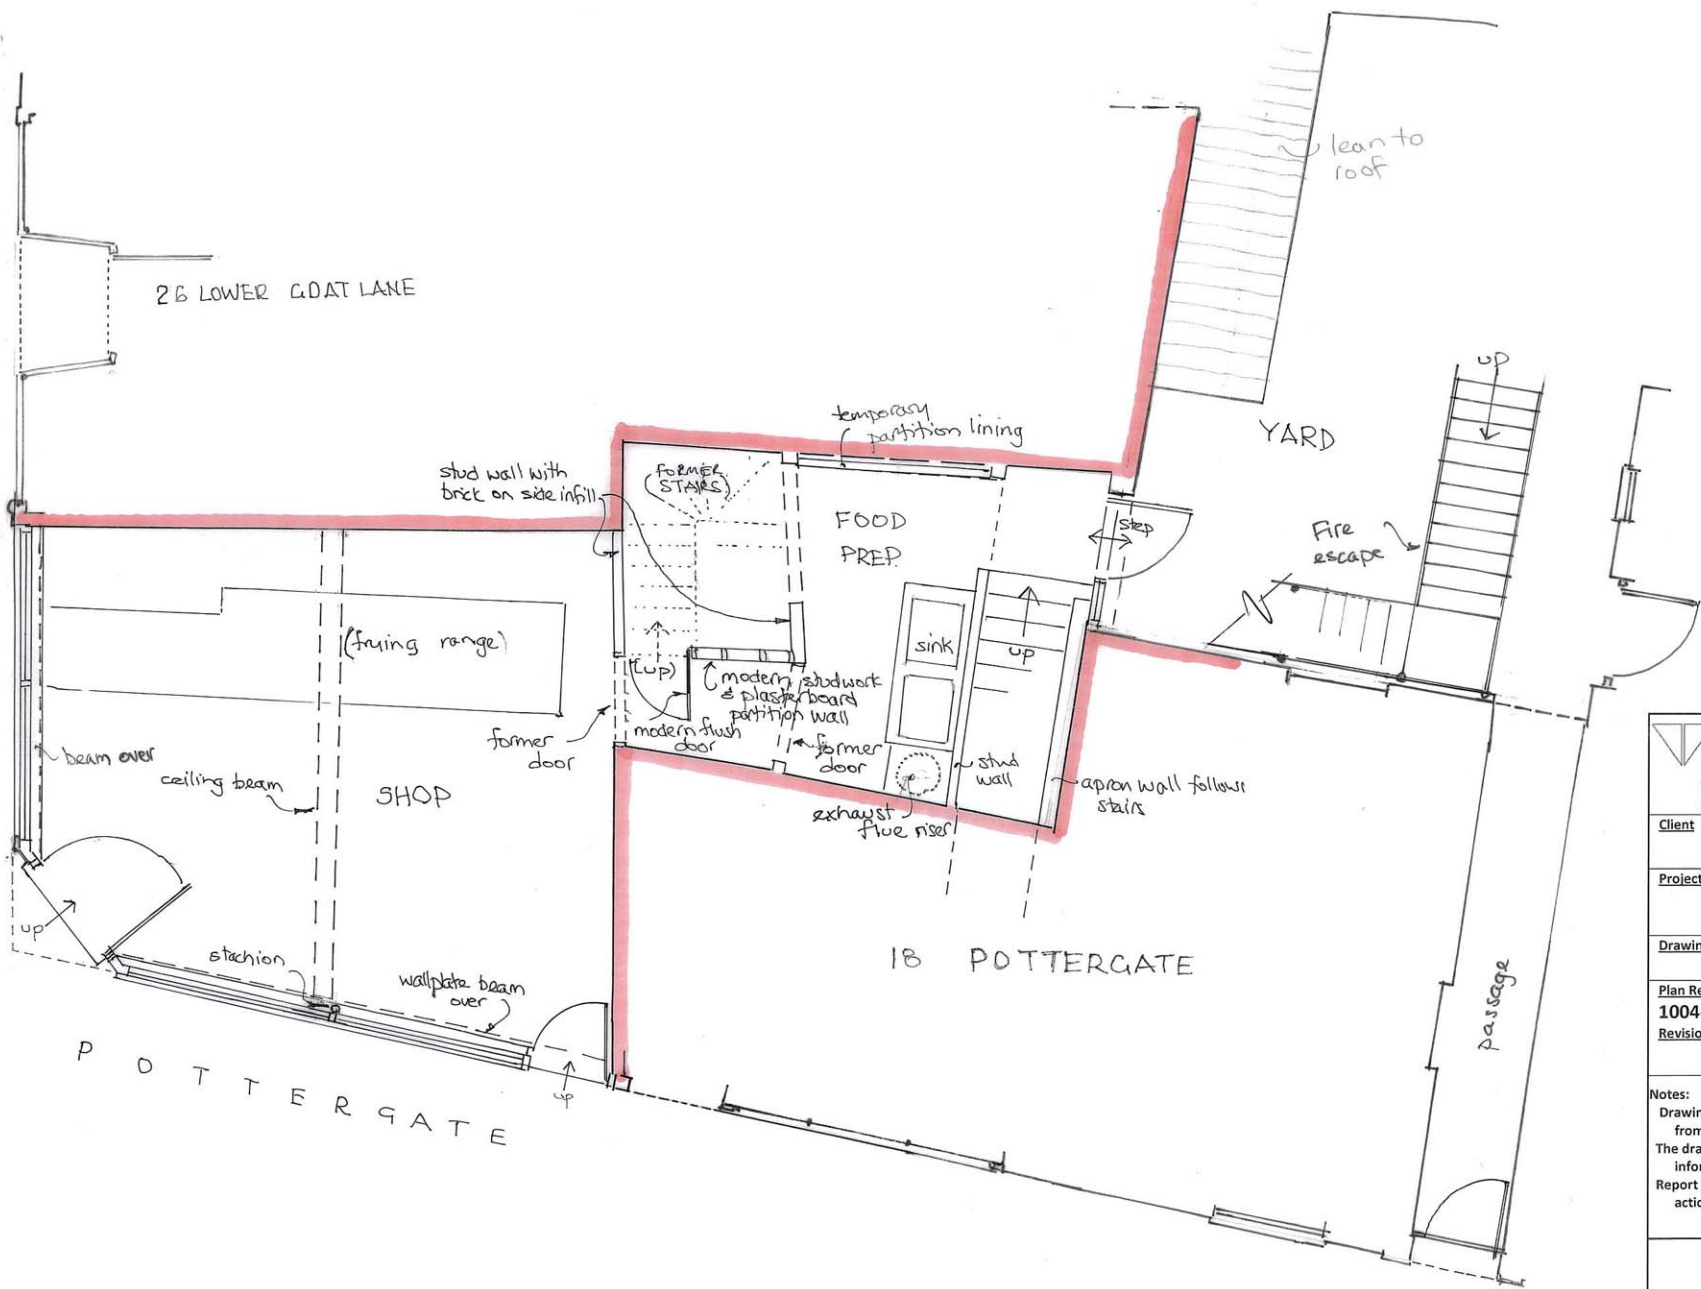 lean to
roof
26 LOWER GOAT LANE
up
YARD
temporary
partition lining
stud wall with
brick on side infill
FORMER
(STAIRS)
FOOD
PREP.
step
Fire
escape
(frying range)
sink
up
(up)
modern studwork
& plasterboard
partition wall
modern flush
door
former
door
former
door
beam over
ceiling beam
SHOP
stud
wall
apron wall follows
stairs
exhaust
flue riser
up
stachion
wallplate beam
over
18 POTTERGATE
passage
POTTERGATE
up
Client
Project
Drawin
Plan Re
1004
Revisio
Notes:
Drawin
from
The dra
infor
Report
actio